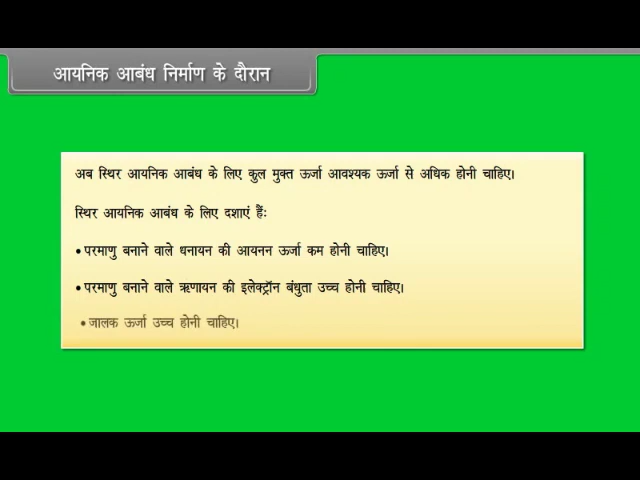 आयनिक आबंध निर्माण के दौरान
अब स्थिर आयनिक आबंध के लिए कुल मुक्त ऊर्जा आवश्यक ऊर्जा से अधिक होनी चाहिए।
स्थिर आयनिक आबंध के लिए दशाएं हैं:
• परमाणु बनाने वाले धनायन की आयनन ऊर्जा कम होनी चाहिए।
• परमाणु बनाने वाले ऋणायन की इलेक्ट्रॉन बंधुता उच्च होनी चाहिए।
• जालक ऊर्जा उच्च होनी चाहिए।